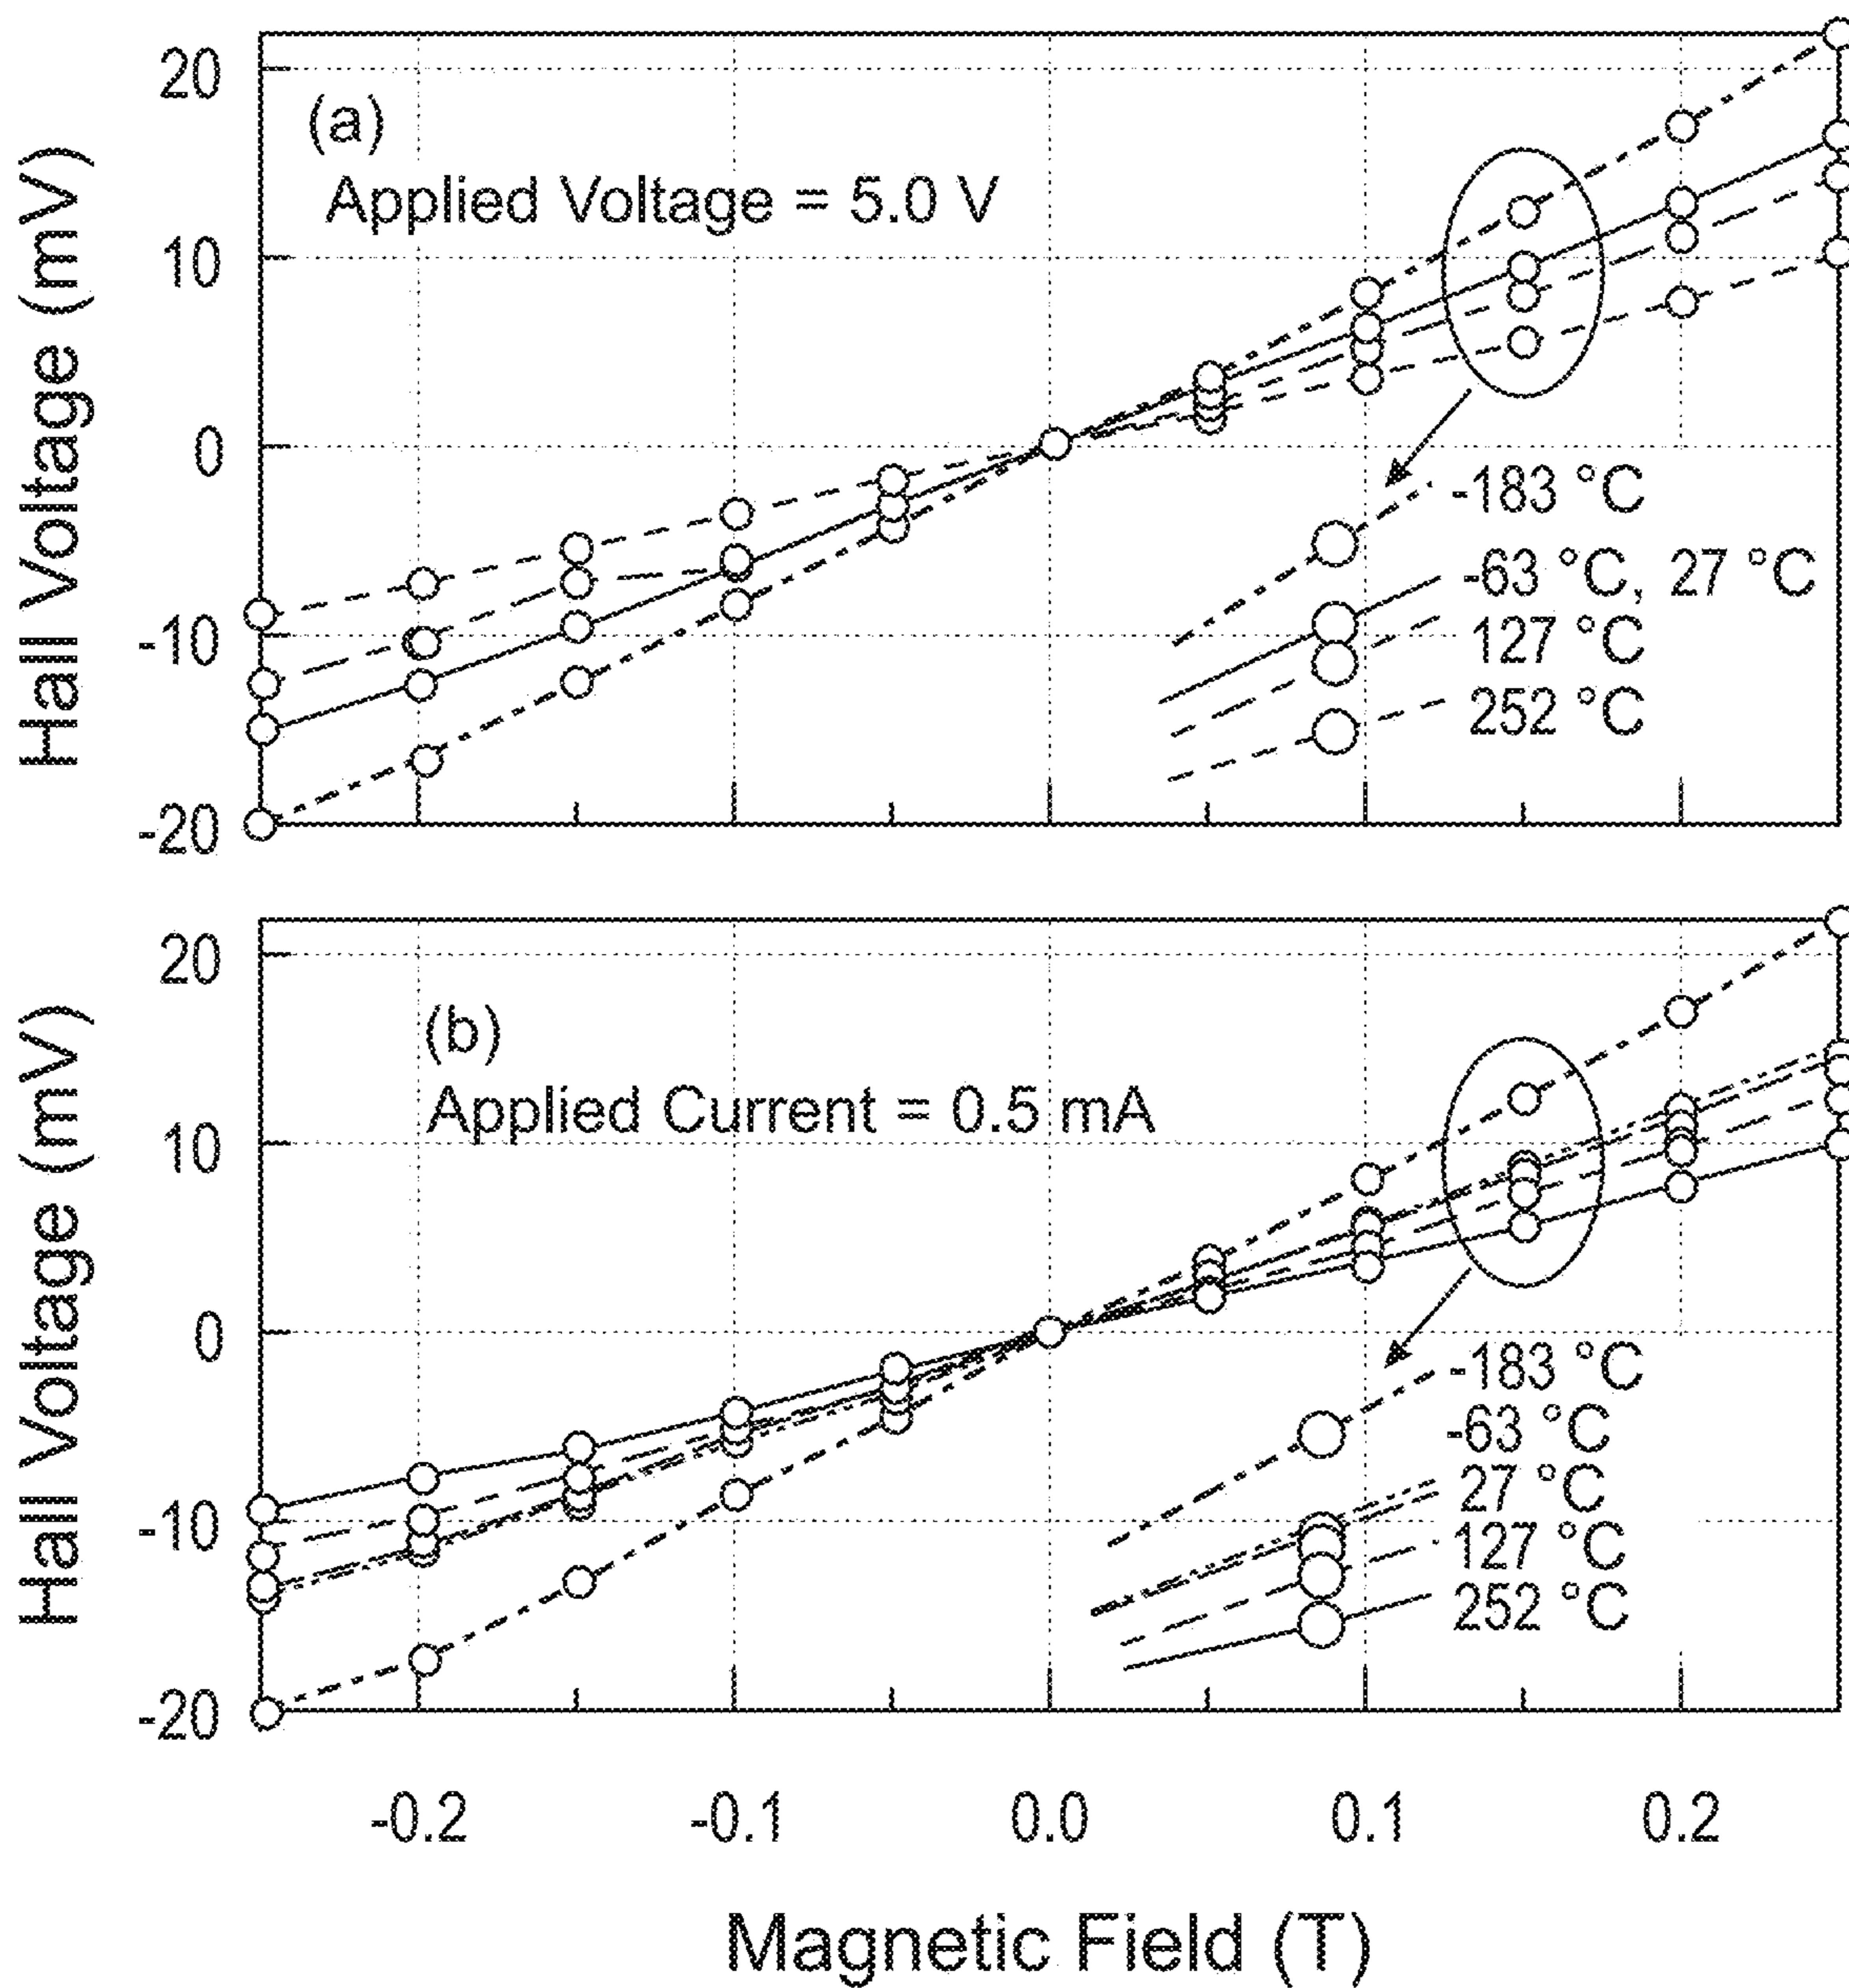 20
(a)
Applied Voltage = 5.0 V
10
Hall Voltage (mV)
0
-183 °C
-63 °C, 27 °C
-10
127 °C
252 °C
-20
20
(b)
Applied Current = 0.5 mA
10
Hall Voltage (mV)
0
-183 °C
-63 °C
27 °C
-10
127 °C
252 °C
-20
-0.2 -0.1 0.0 0.1 0.2
Magnetic Field (T)